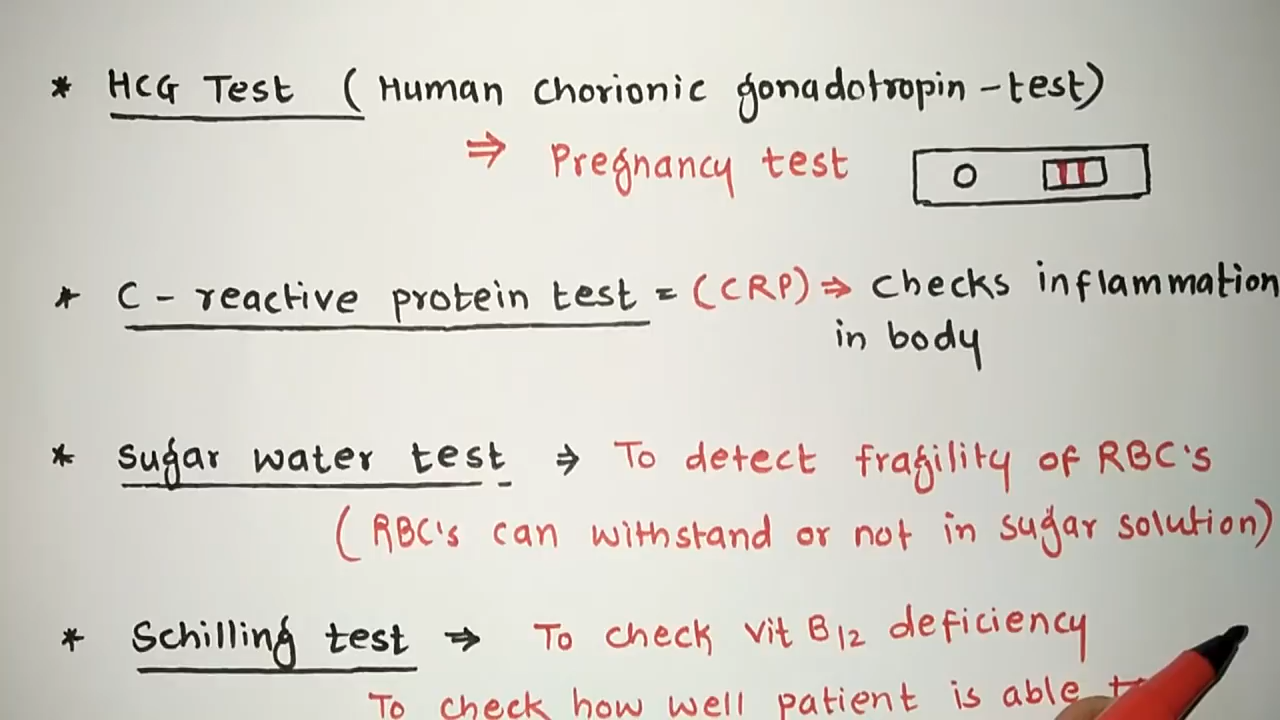 * HCG Test ( Human chorionic gonadotropin - test)
⇒ Pregnancy test
* C - reactive protein test = (CRP) ⇒ checks inflammation
in body
* Sugar water test ⇒ To detect fragility of RBC's
( RBC's can withstand or not in sugar solution)
* Schilling test ⇒ To check vit B12 deficiency
To check how well patient is able